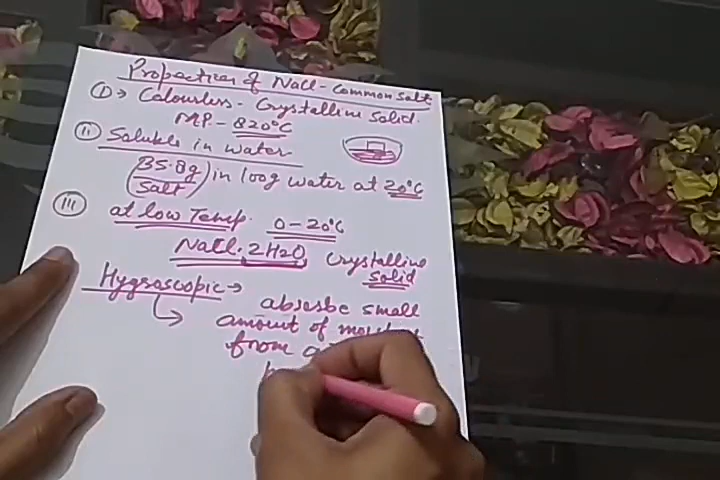 Properties of NaCl - Common Salt
(I) → Colourless - Crystalline Solid.
MP - 820°C
(II) Soluble in water
(35.8g / Salt) in 100g water at 20°C
(III) at low Temp. 0-20°C
NaCl.2H2O, Crystalline Solid
Hygroscopic →
absorbe small
amount of
from